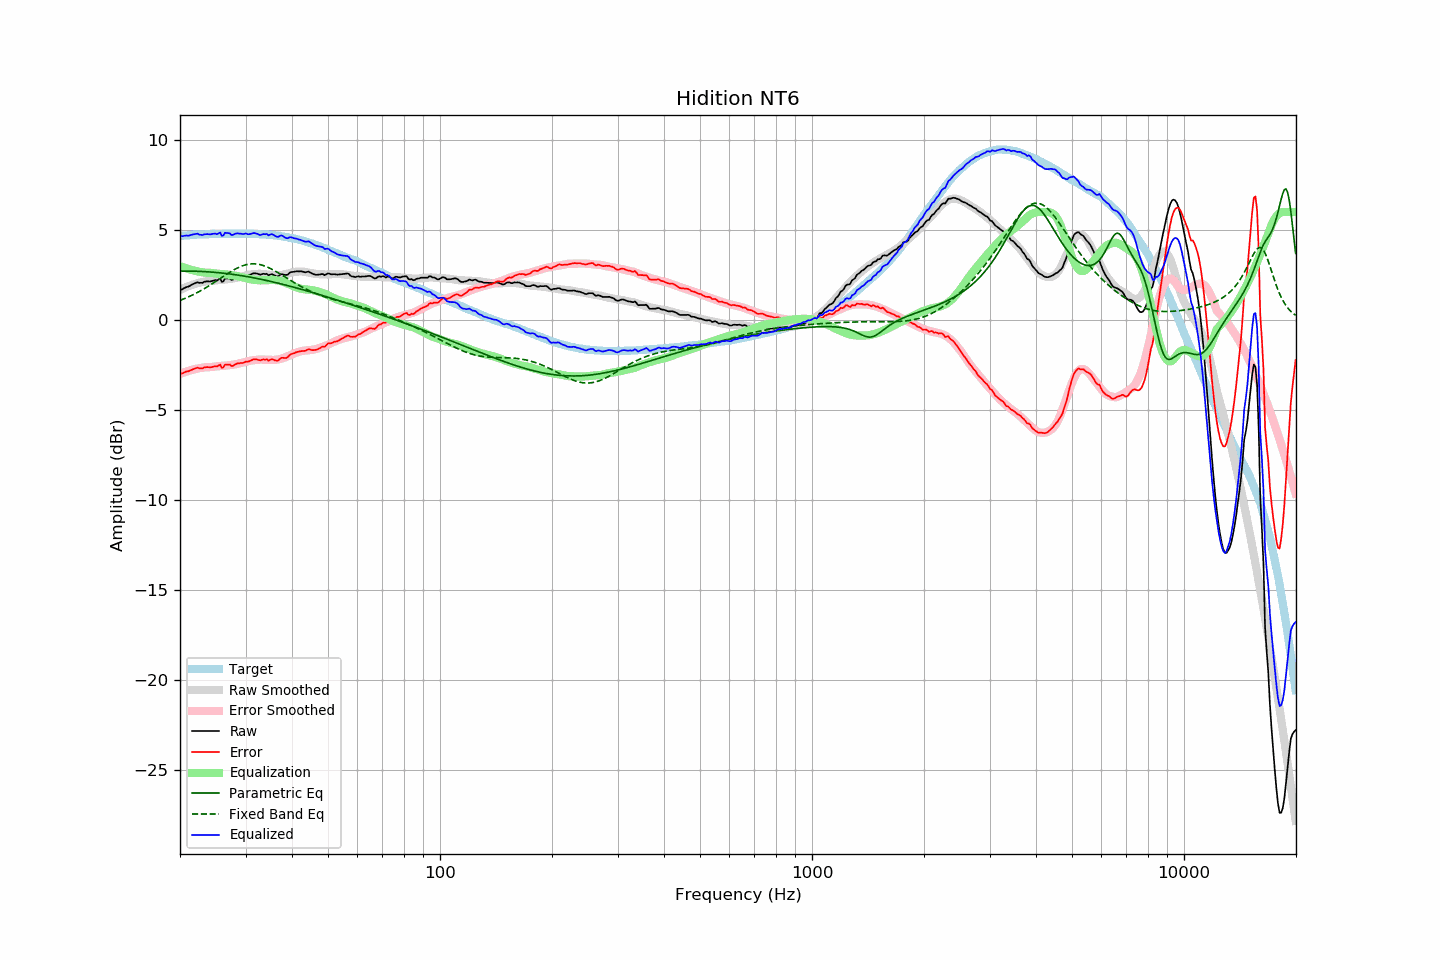 Hidition NT6
Amplitude (dBr)
10
5
0
−5
−10
−15
−20
−25
Target
Raw Smoothed
Error Smoothed
Raw
Error
Equalization
Parametric Eq
Fixed Band Eq
Equalized
100
1000
10000
Frequency (Hz)